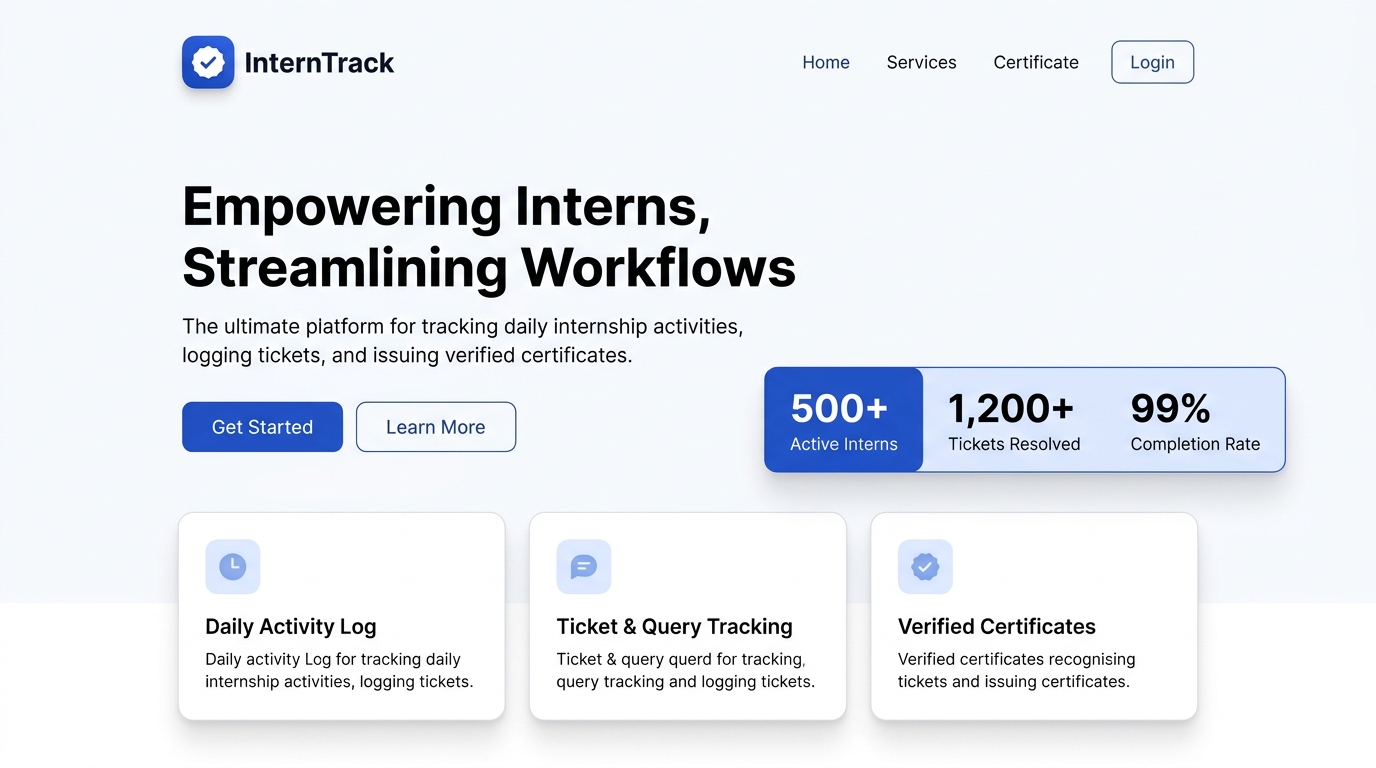 InternTrack
Home
Services
Certificate
Login
Empowering Interns,
Streamlining Workflows
The ultimate platform for tracking daily internship activities,
logging tickets, and issuing verified certificates.
Get Started
Learn More
500+
Active Interns
1,200+
Tickets Resolved
99%
Completion Rate
Daily Activity Log
Daily activity Log for tracking daily
internship activities, logging tickets.
Ticket & Query Tracking
Ticket & query querd for tracking,
query tracking and logging tickets.
Verified Certificates
Verified certificates recognising
tickets and issuing certificates.